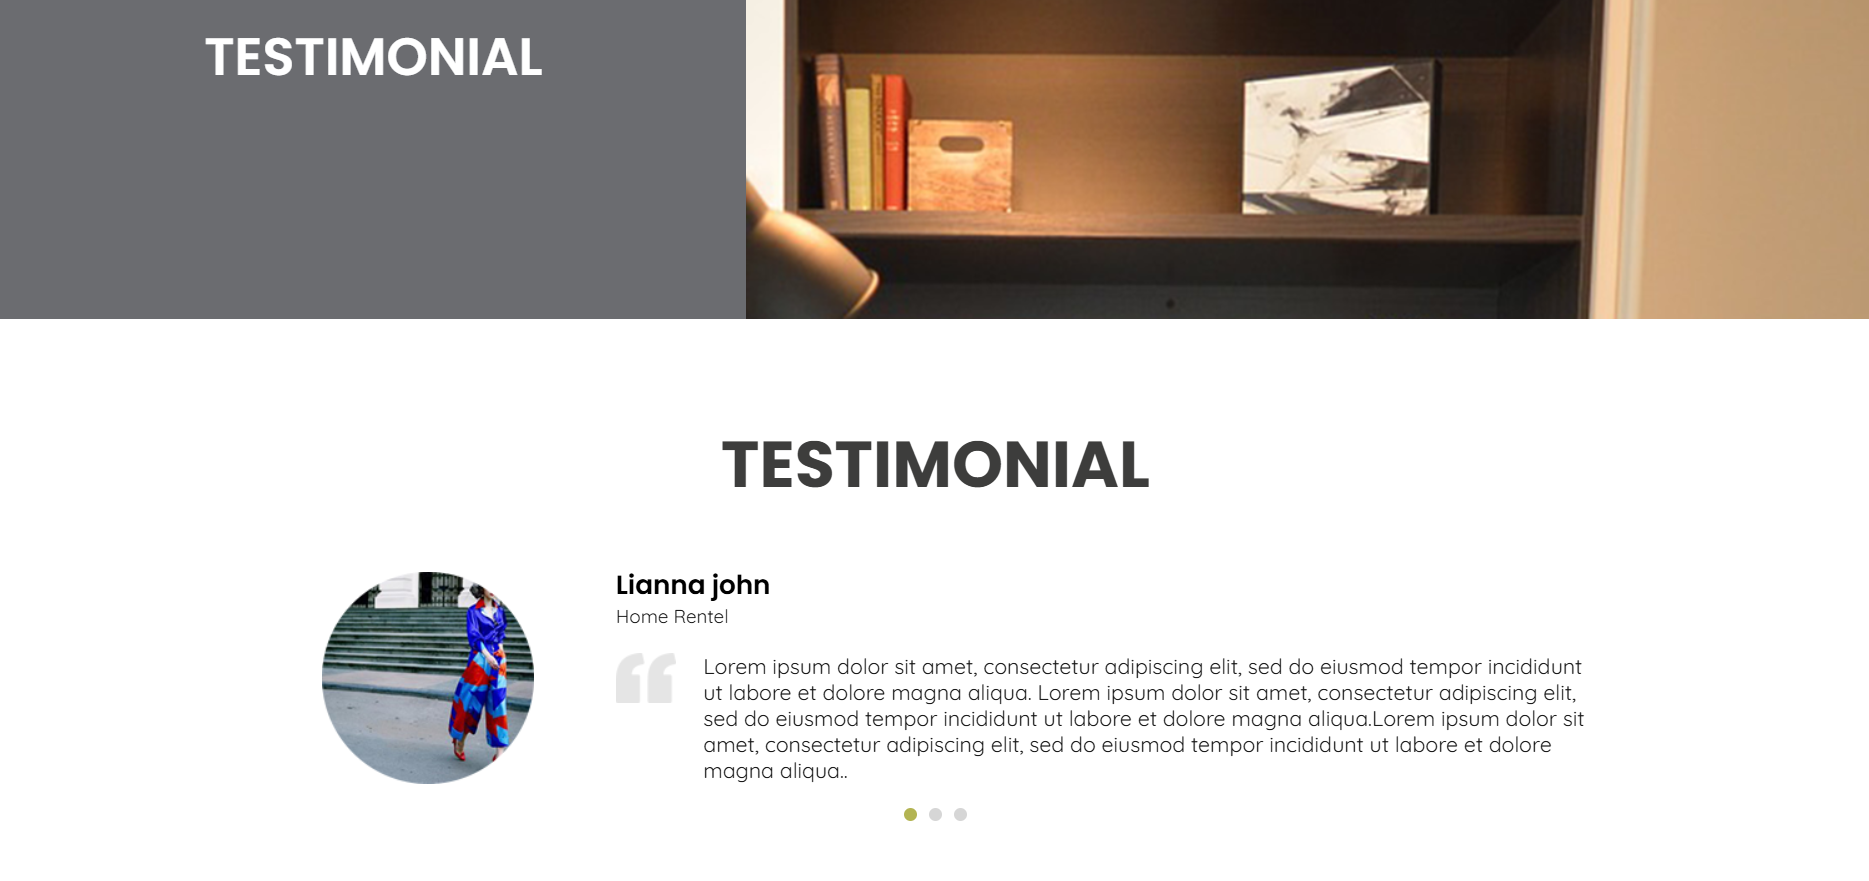 TESTIMONIAL
TESTIMONIAL
Lianna john
Home Rentel
Lorem ipsum dolor sit amet, consectetur adipiscing elit, sed do eiusmod tempor incididunt
ut labore et dolore magna aliqua. Lorem ipsum dolor sit amet, consectetur adipiscing elit,
sed do eiusmod tempor incididunt ut labore et dolore magna aliqua.Lorem ipsum dolor sit
amet, consectetur adipiscing elit, sed do eiusmod tempor incididunt ut labore et dolore
magna aliqua..